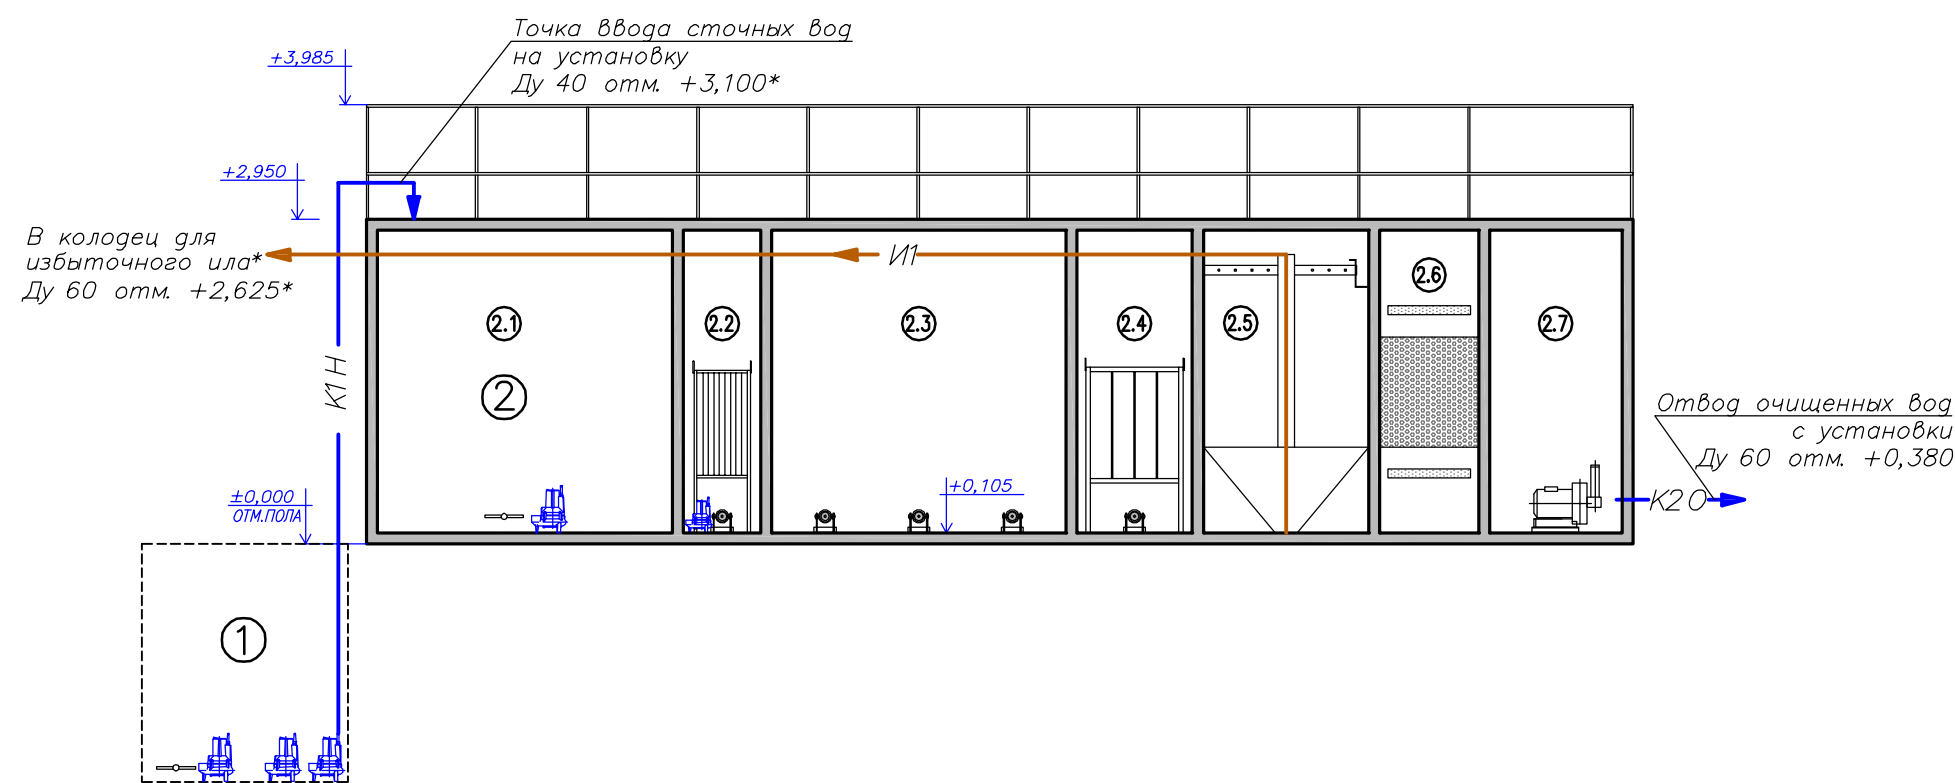 Точка ввода сточных вод
на установку
Ду 40 отм. +3,100*
+3,985
+2,950
В колодец для
избыточного ила*
Ду 60 отм. +2,625*
И1
2.1
2.2
2.3
2.4
2.5
2.6
2.7
2
К1Н
Отвод очищенных вод
с установки
Ду 60 отм. +0,380
±0,000
ОТМ.ПОЛА
+0,105
К20
1